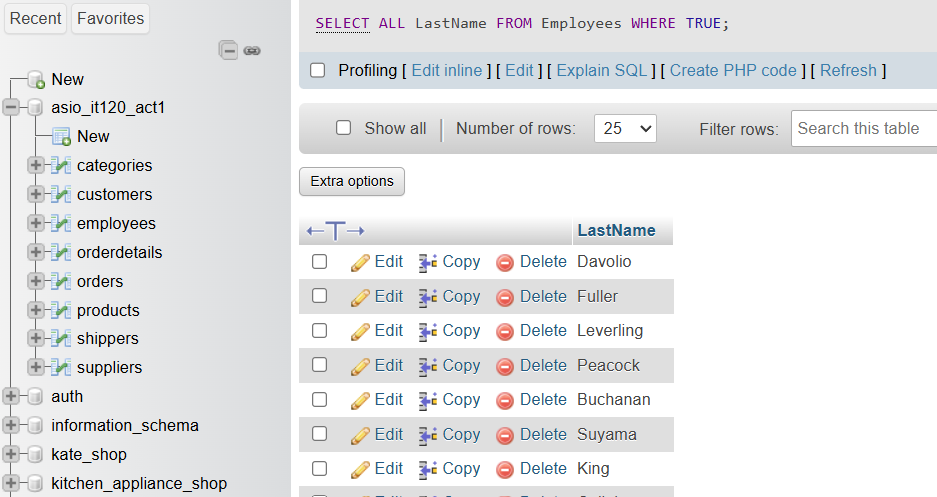 Recent Favorites
New
asio_it120_act1
New
categories
customers
employees
orderdetails
orders
products
shippers
suppliers
auth
information_schema
kate_shop
kitchen_appliance_shop
SELECT ALL LastName FROM Employees WHERE TRUE;
Profiling [ Edit inline ] [ Edit ] [ Explain SQL ] [ Create PHP code ] [ Refresh ]
Show all Number of rows: 25 Filter rows: Search this table
Extra options
LastName
Edit Copy Delete Davolio
Edit Copy Delete Fuller
Edit Copy Delete Leverling
Edit Copy Delete Peacock
Edit Copy Delete Buchanan
Edit Copy Delete Suyama
Edit Copy Delete King